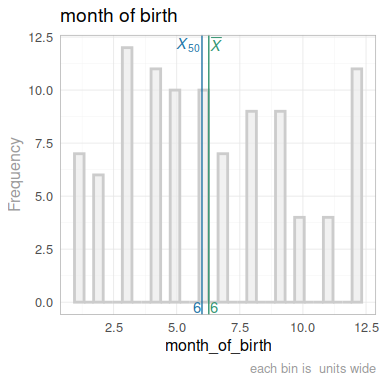 month of birth
X50 X̅
12.5
10.0
7.5
5.0
2.5
0.0
Frequency
6 6
2.5 5.0 7.5 10.0 12.5
month_of_birth
each bin is  units wide